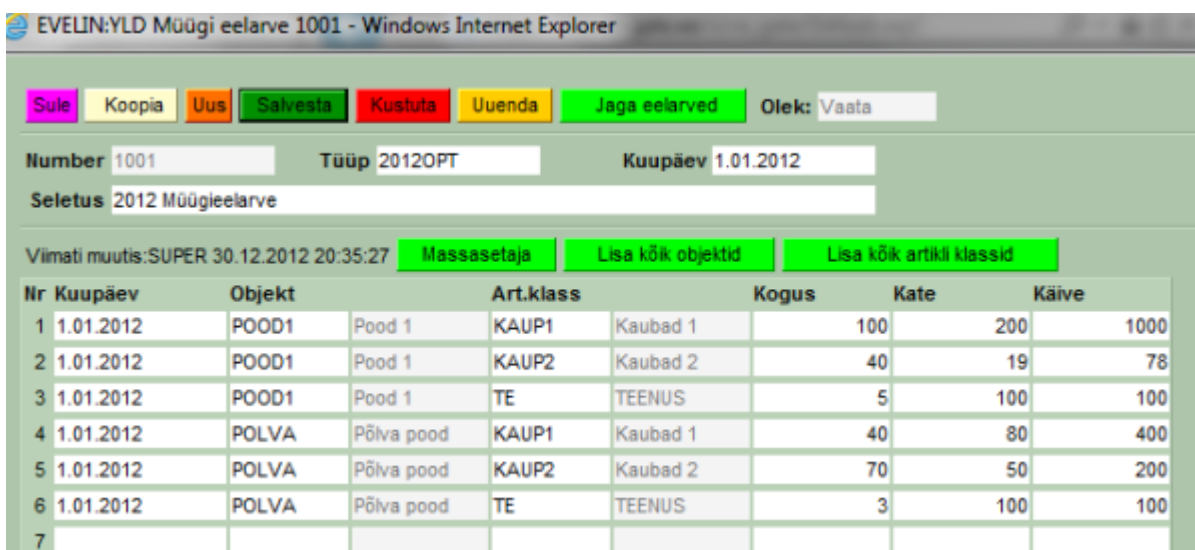 EVELIN:YLD Müügi eelarve 1001 - Windows Internet Explorer
Sule Koopia Uus Salvesta Kustuta Uuenda Jaga eelarved Olek: Vaata
Number 1001 Tüüp 2012OPT Kuupäev 1.01.2012
Seletus 2012 Müügieelarve
Viimati muutis:SUPER 30.12.2012 20:35:27 Massasetaja Lisa kõik objektid Lisa kõik artikli klassid
Nr Kuupäev Objekt Art.klass Kogus Kate Käive
1 1.01.2012 POOD1 Pood 1 KAUP1 Kaubad 1 100 200 1000
2 1.01.2012 POOD1 Pood 1 KAUP2 Kaubad 2 40 19 78
3 1.01.2012 POOD1 Pood 1 TE TEENUS 5 100 100
4 1.01.2012 POLVA Põlva pood KAUP1 Kaubad 1 40 80 400
5 1.01.2012 POLVA Põlva pood KAUP2 Kaubad 2 70 50 200
6 1.01.2012 POLVA Põlva pood TE TEENUS 3 100 100
7